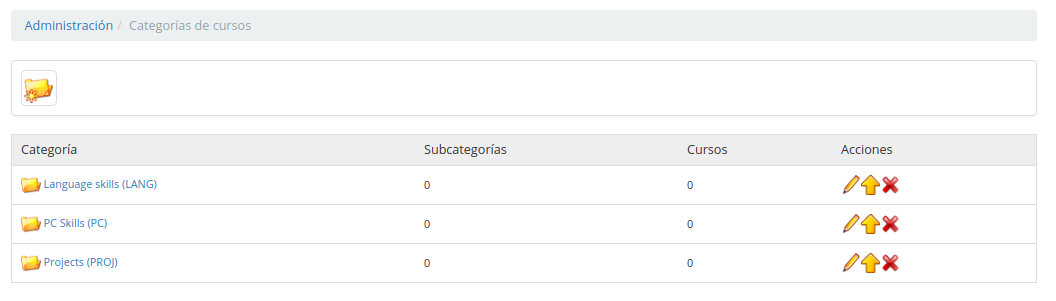 Administración / Categorías de cursos
Categoría Subcategorías Cursos Acciones
Language skills (LANG) 0 0
PC Skills (PC) 0 0
Projects (PROJ) 0 0